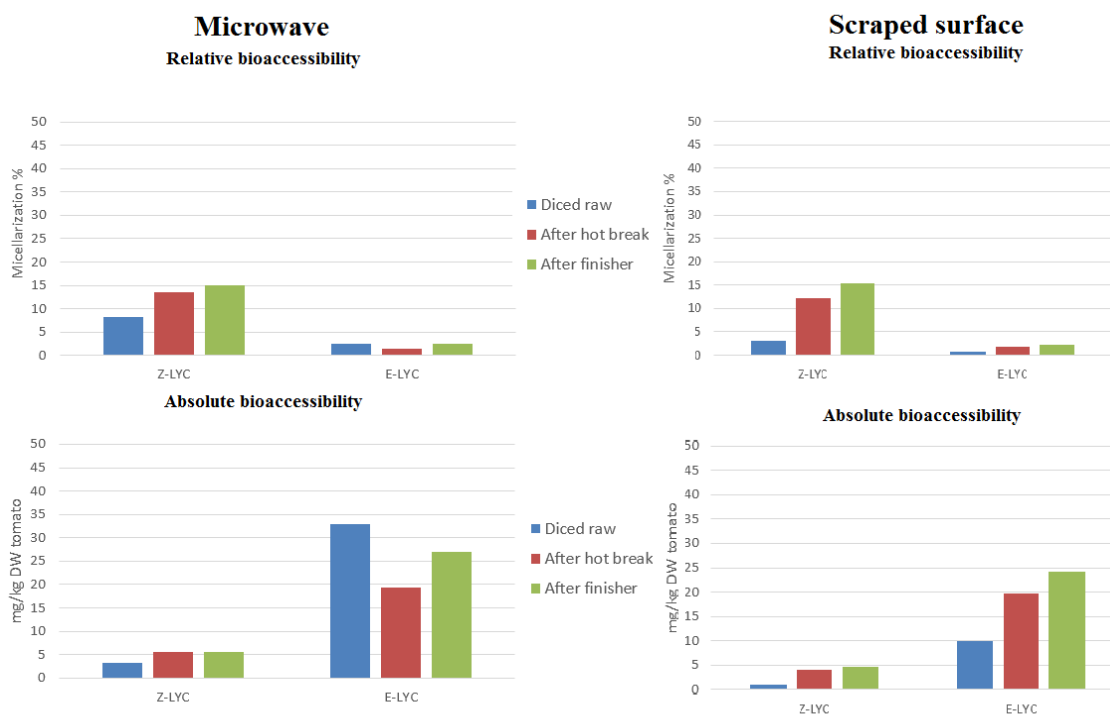 Microwave
Relative bioaccessibility
50
45
40
35
30
25
20
15
10
5
0
Micellarization %
Z-LYC
E-LYC
Diced raw
After hot break
After finisher
Scraped surface
Relative bioaccessibility
50
45
40
35
30
25
20
15
10
5
0
Micellarization %
Z-LYC
E-LYC
Absolute bioaccessibility
50
45
40
35
30
25
20
15
10
5
0
mg/kg DW tomato
Z-LYC
E-LYC
Diced raw
After hot break
After finisher
Absolute bioaccessibility
50
45
40
35
30
25
20
15
10
5
0
mg/kg DW tomato
Z-LYC
E-LYC